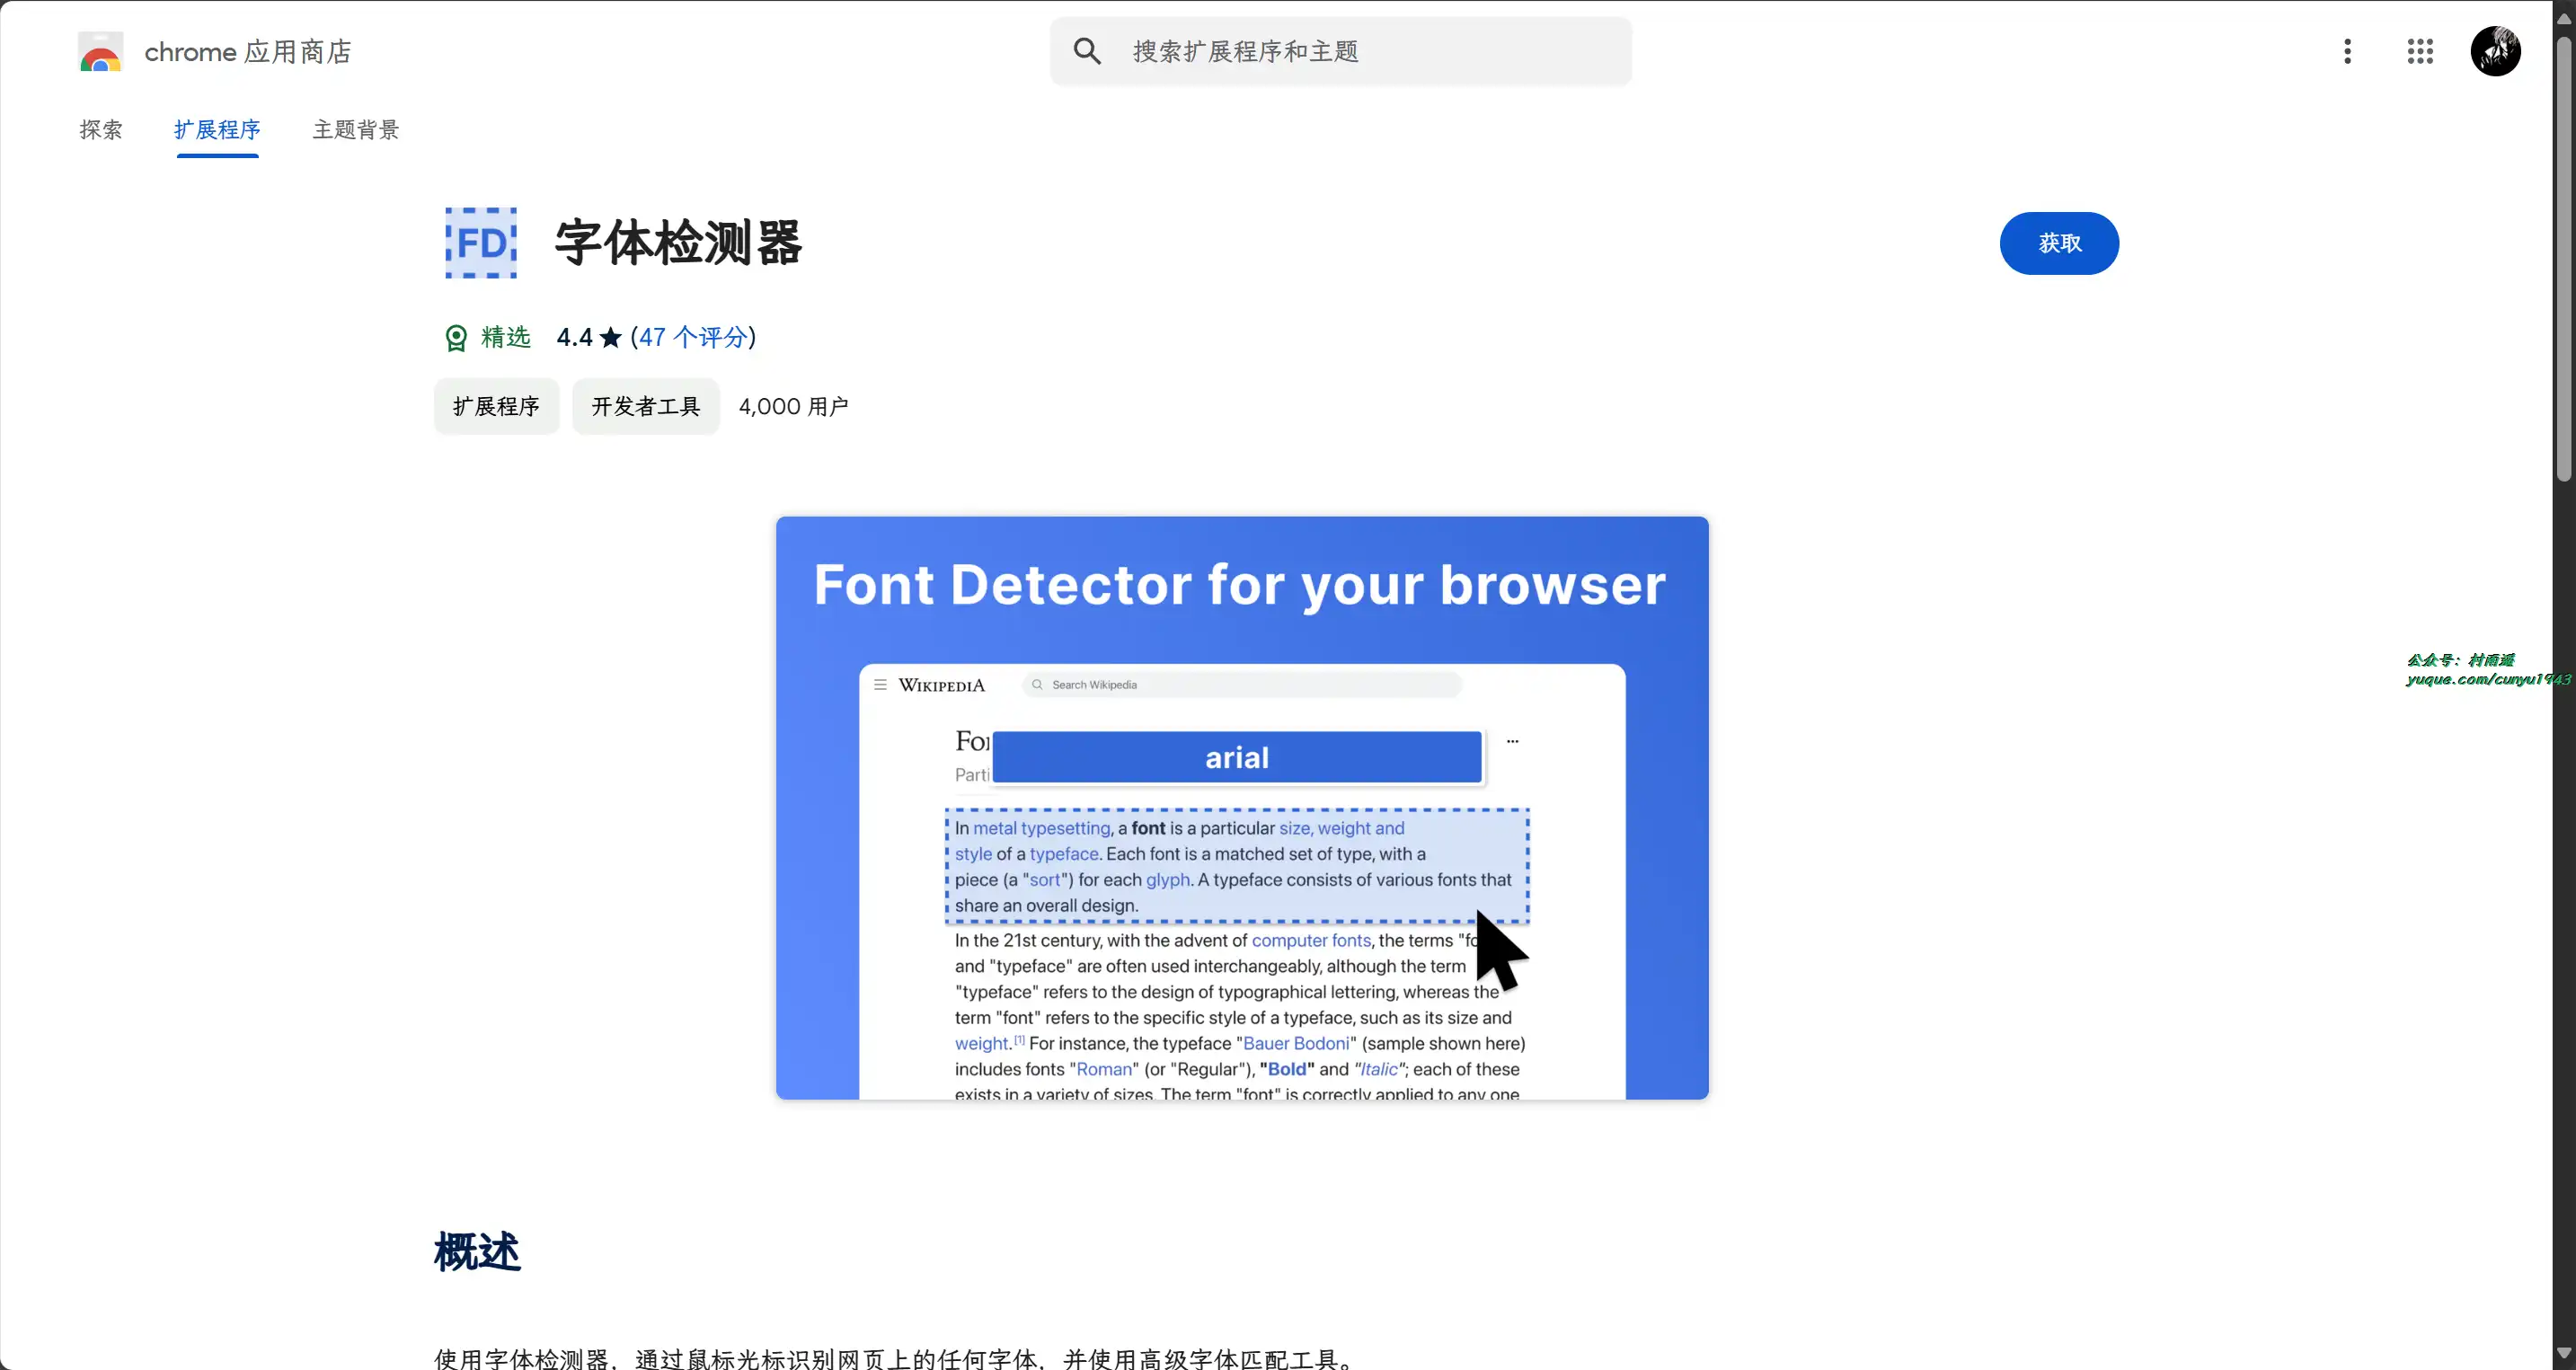 chrome 应用商店
搜索扩展程序和主题
探索
扩展程序
主题背景
FD
字体检测器
获取
精选 4.4 ★ (47 个评分)
扩展程序
开发者工具
4,000 用户
Font Detector for your browser
WIKIPEDIA
Search Wikipedia
For
...
Parti
arial
In metal typesetting, a font is a particular size, weight and
style of a typeface. Each font is a matched set of type, with a
piece (a "sort") for each glyph. A typeface consists of various fonts that
share an overall design.
In the 21st century, with the advent of computer fonts, the terms "fo
and "typeface" are often used interchangeably, although the term
"typeface" refers to the design of typographical lettering, whereas the
term "font" refers to the specific style of a typeface, such as its size and
weight.[1] For instance, the typeface "Bauer Bodoni" (sample shown here)
includes fonts "Roman" (or "Regular"), "Bold" and "Italic"; each of these
exists in a variety of sizes. The term "font" is correctly applied to any one
公众号：村雨遥
yuque.com/cunyu1943
概述
使用字体检测器，通过鼠标光标识别网页上的任何字体，并使用高级字体匹配工具。